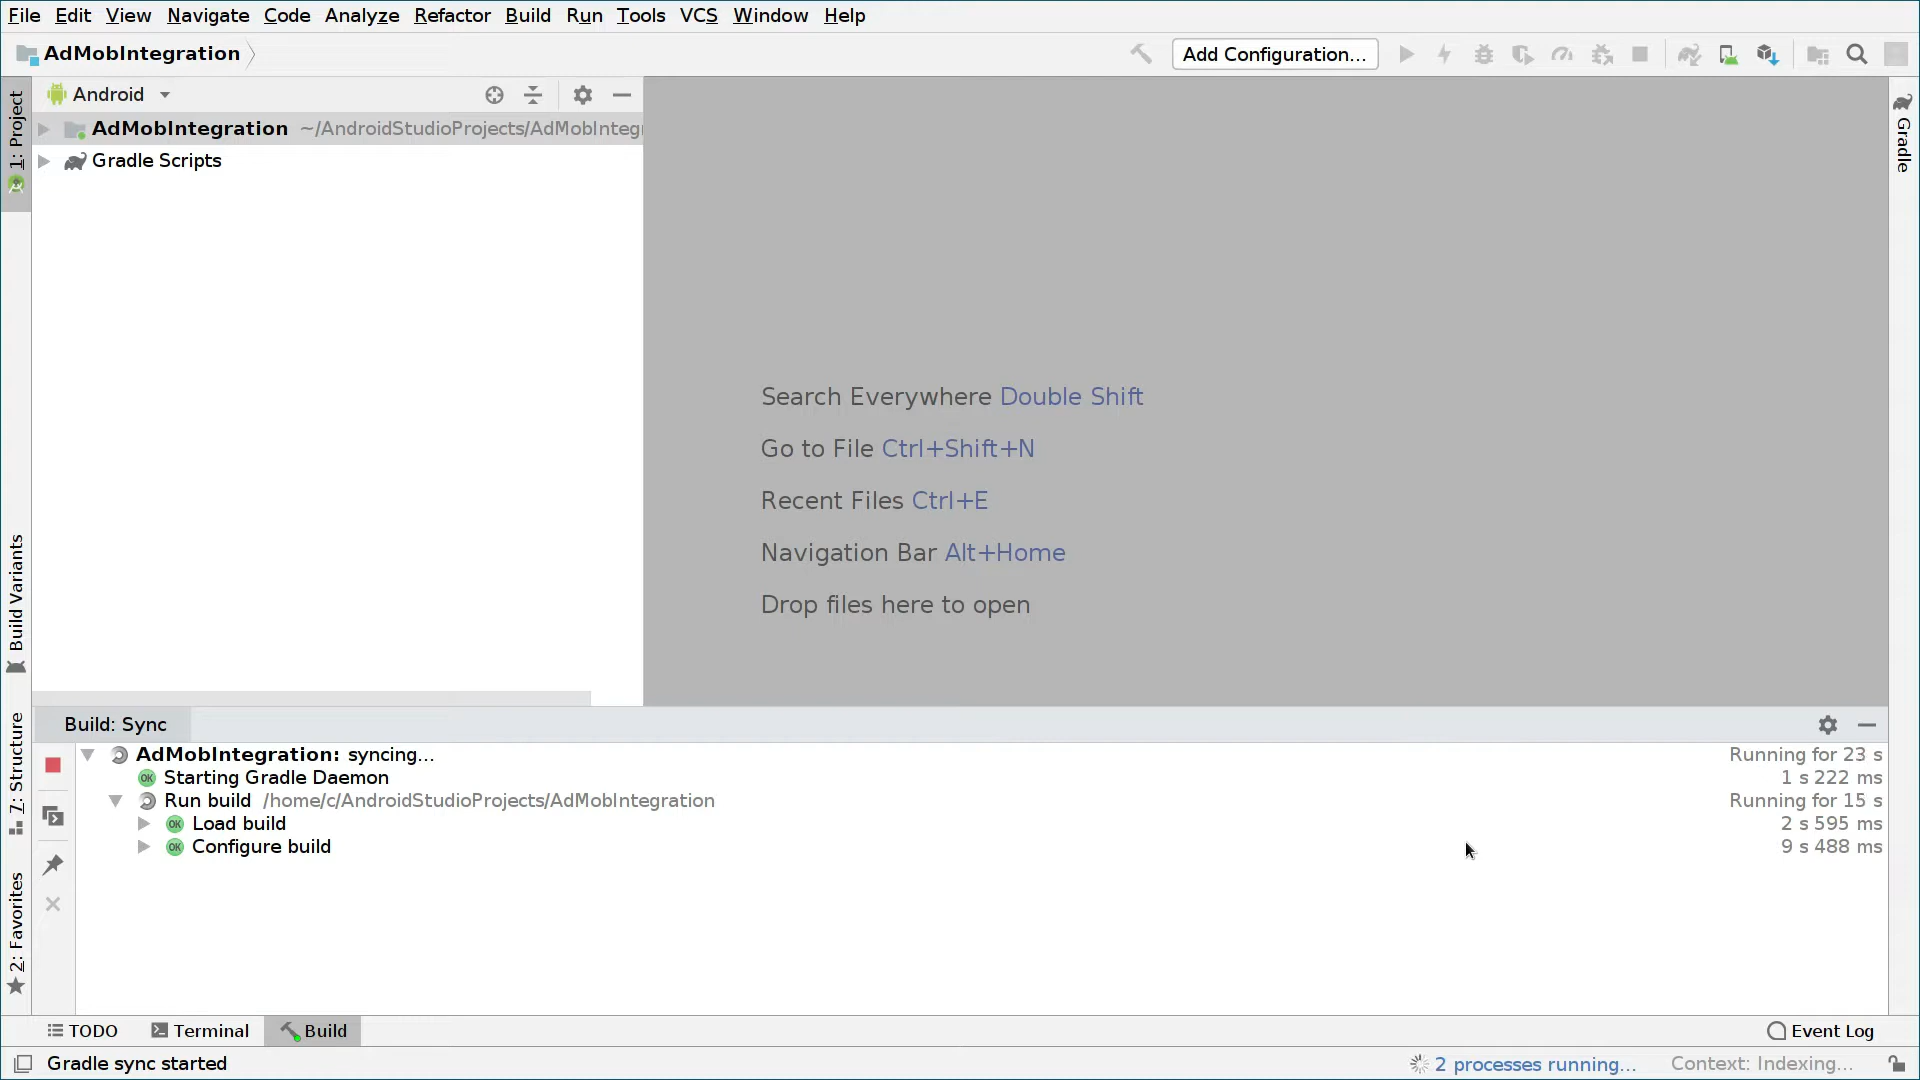 File Edit View Navigate Code Analyze Refactor Build Run Tools VCS Window Help
AdMobIntegration
Add Configuration...
1: Project
Android
AdMobIntegration ~/AndroidStudioProjects/AdMobInteg
Gradle Scripts
Gradle
Search Everywhere Double Shift
Go to File Ctrl+Shift+N
Recent Files Ctrl+E
Navigation Bar Alt+Home
Drop files here to open
Build Variants
7: Structure
2: Favorites
Build: Sync
AdMobIntegration: syncing... Running for 23 s
OK Starting Gradle Daemon 1 s 222 ms
Run build /home/c/AndroidStudioProjects/AdMobIntegration Running for 15 s
OK Load build 2 s 595 ms
OK Configure build 9 s 488 ms
TODO Terminal Build Event Log
Gradle sync started 2 processes running... Context: Indexing...